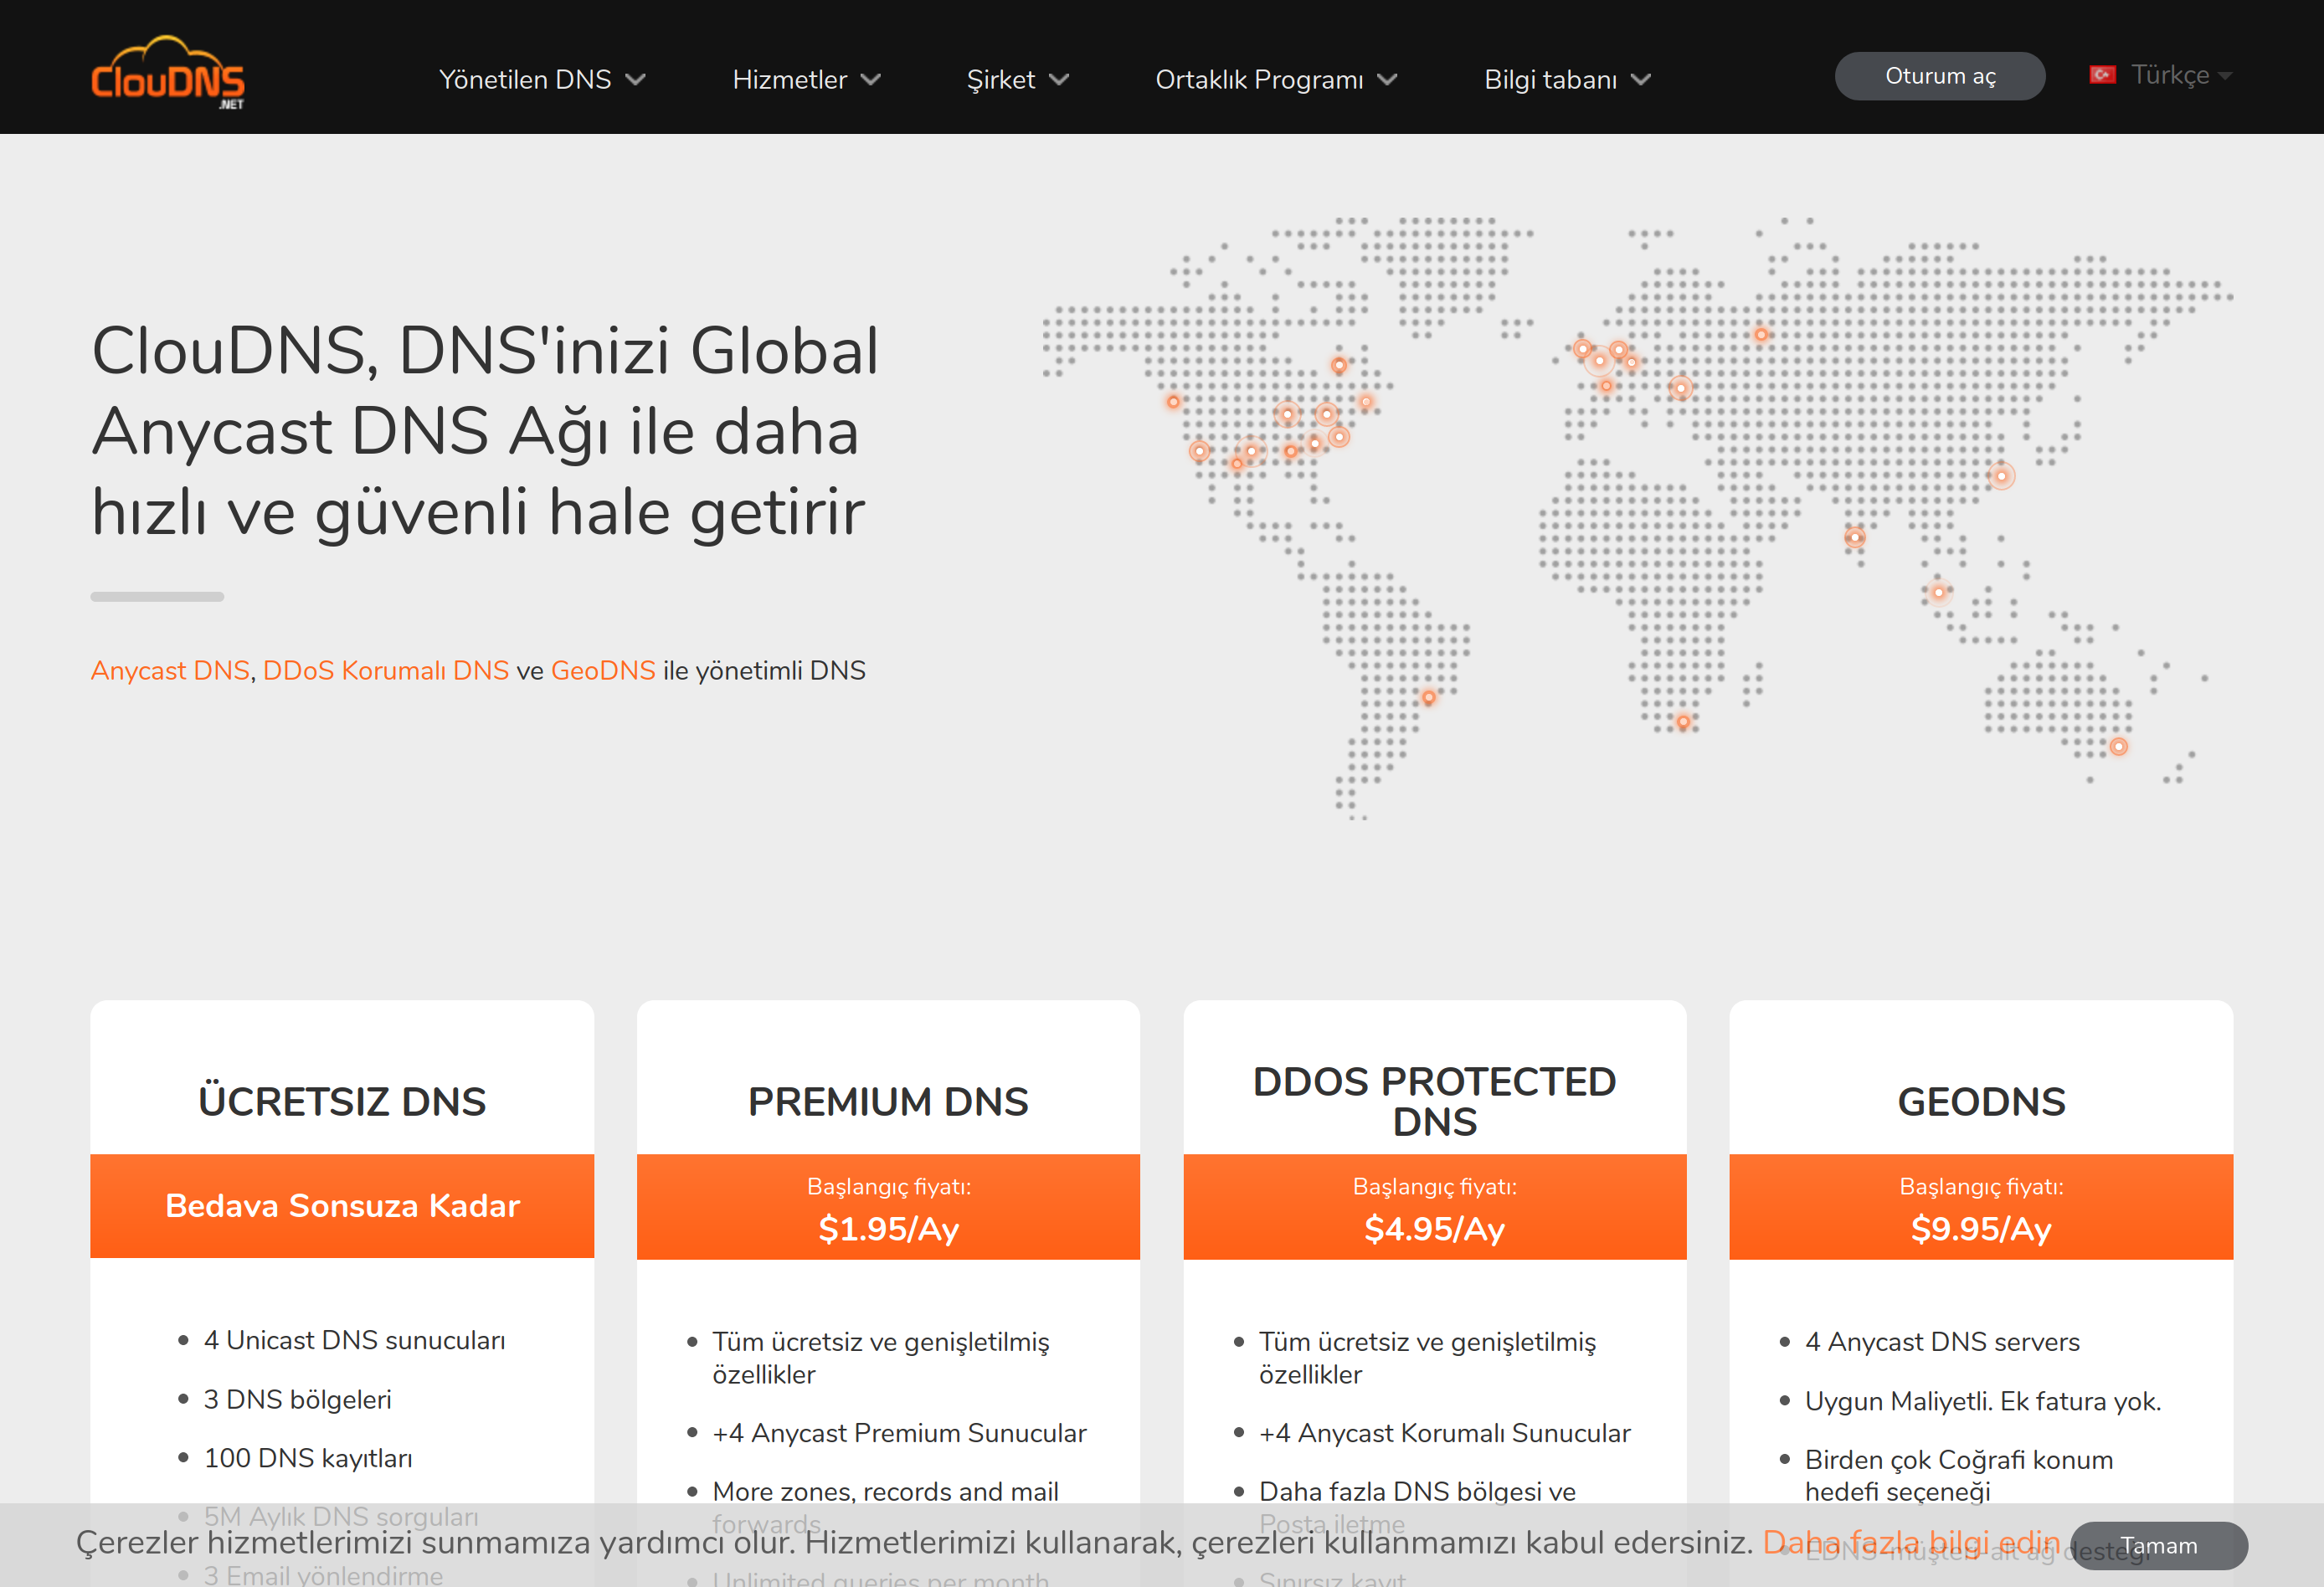 ClouDNS
.NET
Yönetilen DNS
Hizmetler
Şirket
Ortaklık Programı
Bilgi tabanı
Oturum aç
Türkçe
ClouDNS, DNS'inizi Global
Anycast DNS Ağı ile daha
hızlı ve güvenli hale getirir
Anycast DNS, DDoS Korumalı DNS ve GeoDNS ile yönetimli DNS
ÜCRETSIZ DNS
Bedava Sonsuza Kadar
4 Unicast DNS sunucuları
3 DNS bölgeleri
100 DNS kayıtları
5M Aylık DNS sorguları
3 Email yönlendirme
PREMIUM DNS
Başlangıç fiyatı:
$1.95/Ay
Tüm ücretsiz ve genişletilmiş
özellikler
+4 Anycast Premium Sunucular
More zones, records and mail
forwards
Unlimited queries per month
DDOS PROTECTED
DNS
Başlangıç fiyatı:
$4.95/Ay
Tüm ücretsiz ve genişletilmiş
özellikler
+4 Anycast Korumalı Sunucular
Daha fazla DNS bölgesi ve
Posta iletme
Sınırsız kayıt
GEODNS
Başlangıç fiyatı:
$9.95/Ay
4 Anycast DNS servers
Uygun Maliyetli. Ek fatura yok.
Birden çok Coğrafi konum
hedefi seçeneği
EDNS-müşteri-alt-ağ desteği
Çerezler hizmetlerimizi sunmamıza yardımcı olur. Hizmetlerimizi kullanarak, çerezleri kullanmamızı kabul edersiniz. Daha fazla bilgi edin
Tamam